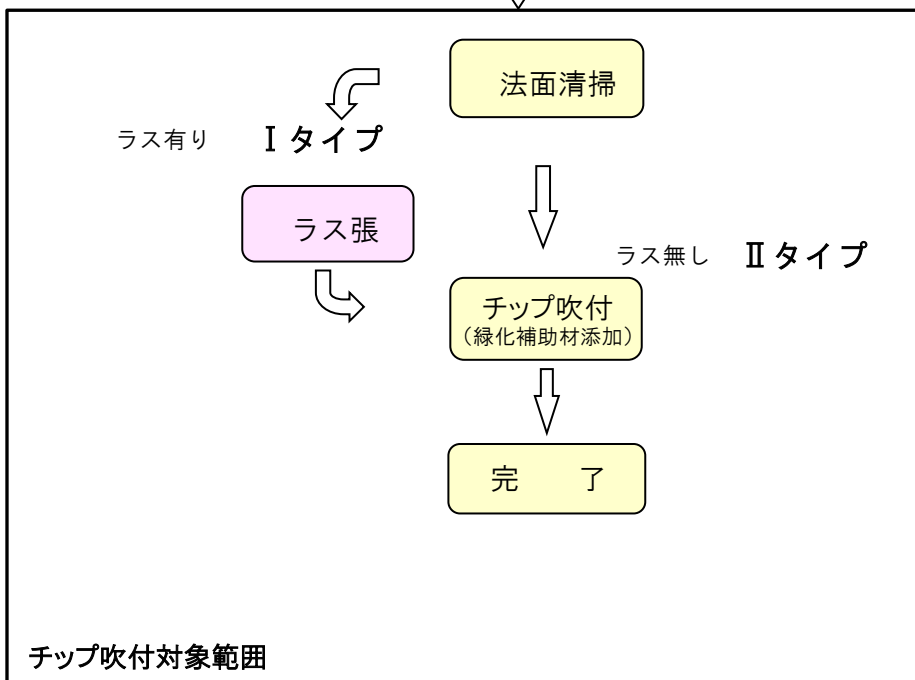 法面清掃
ラス有り Ⅰタイプ
ラス張
ラス無し Ⅱタイプ
チップ吹付
（緑化補助材添加）
完　　了
チップ吹付対象範囲